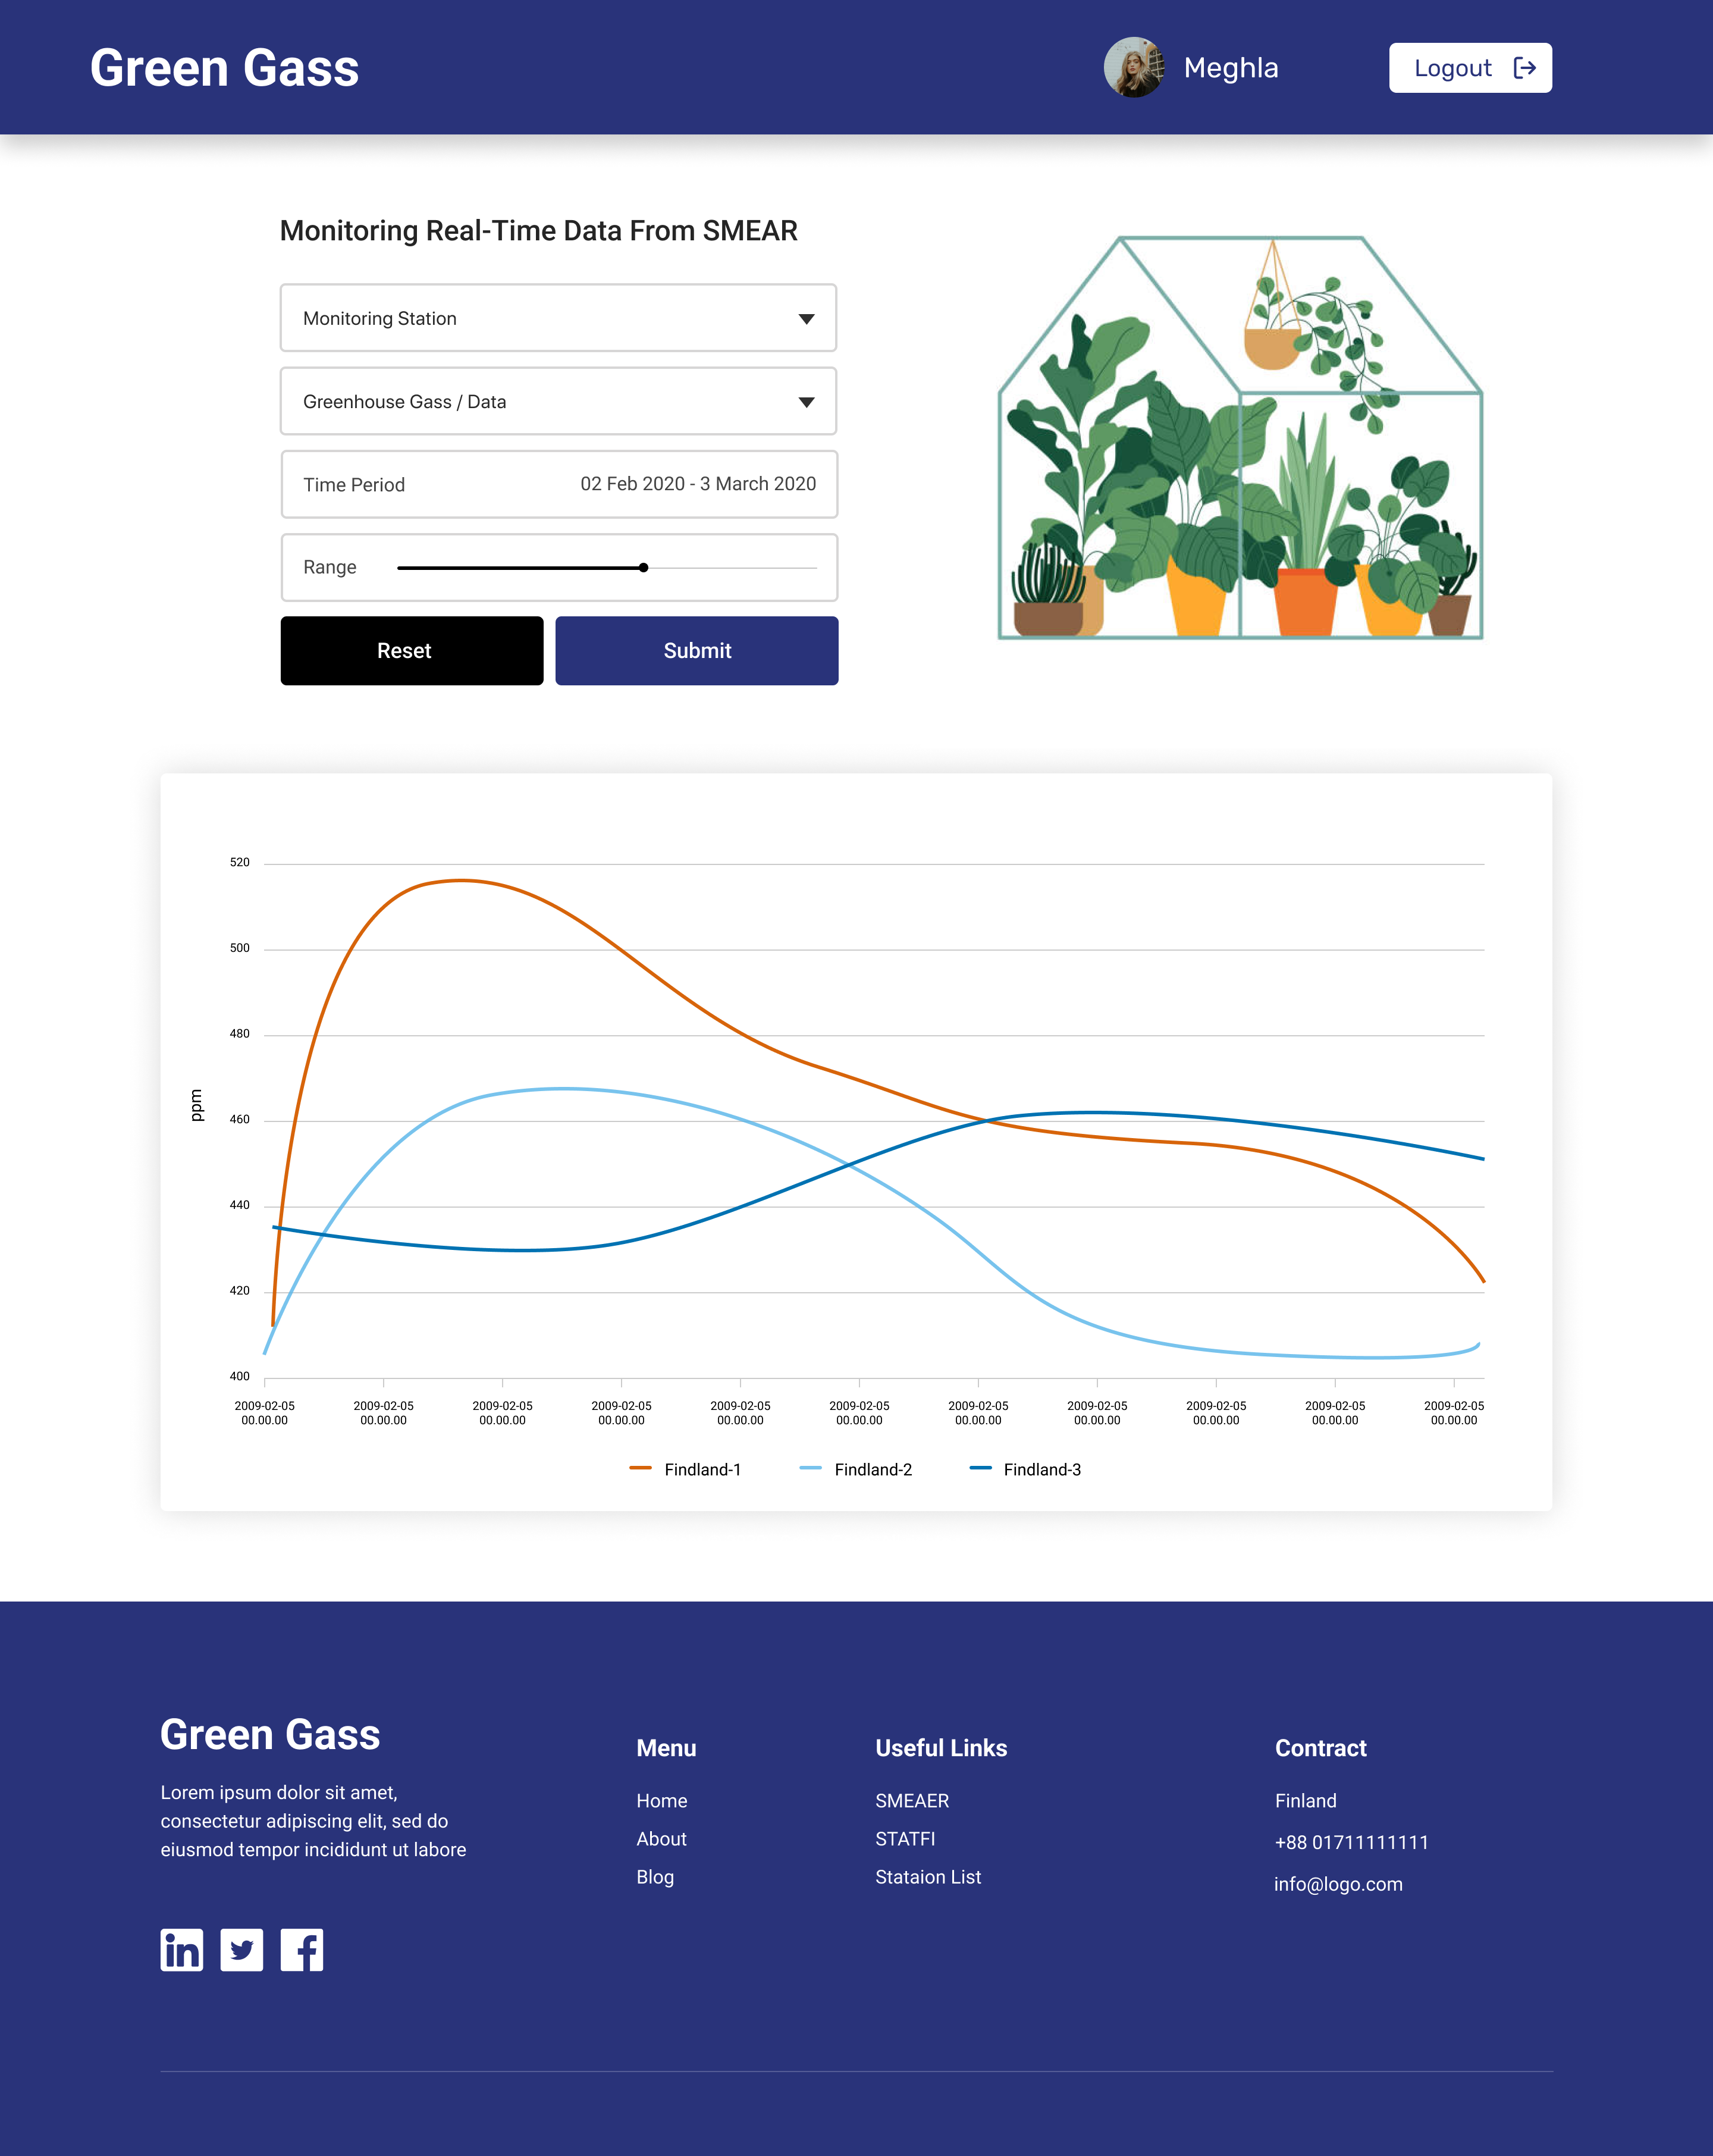 Green Gass
Meghla
Logout
Monitoring Real-Time Data From SMEAR
Monitoring Station
Greenhouse Gass / Data
Time Period
02 Feb 2020 - 3 March 2020
Range
Reset
Submit
520
500
480
460
440
420
400
ppm
2009-02-05 2009-02-05 2009-02-05 2009-02-05 2009-02-05 2009-02-05 2009-02-05 2009-02-05 2009-02-05 2009-02-05 2009-02-05
00.00.00 00.00.00 00.00.00 00.00.00 00.00.00 00.00.00 00.00.00 00.00.00 00.00.00 00.00.00 00.00.00
Findland-1
Findland-2
Findland-3
Green Gass
Lorem ipsum dolor sit amet,
consectetur adipiscing elit, sed do
eiusmod tempor incididunt ut labore
in
f
Menu
Home
About
Blog
Useful Links
SMEAER
STATFI
Stataion List
Contract
Finland
+88 01711111111
info@logo.com